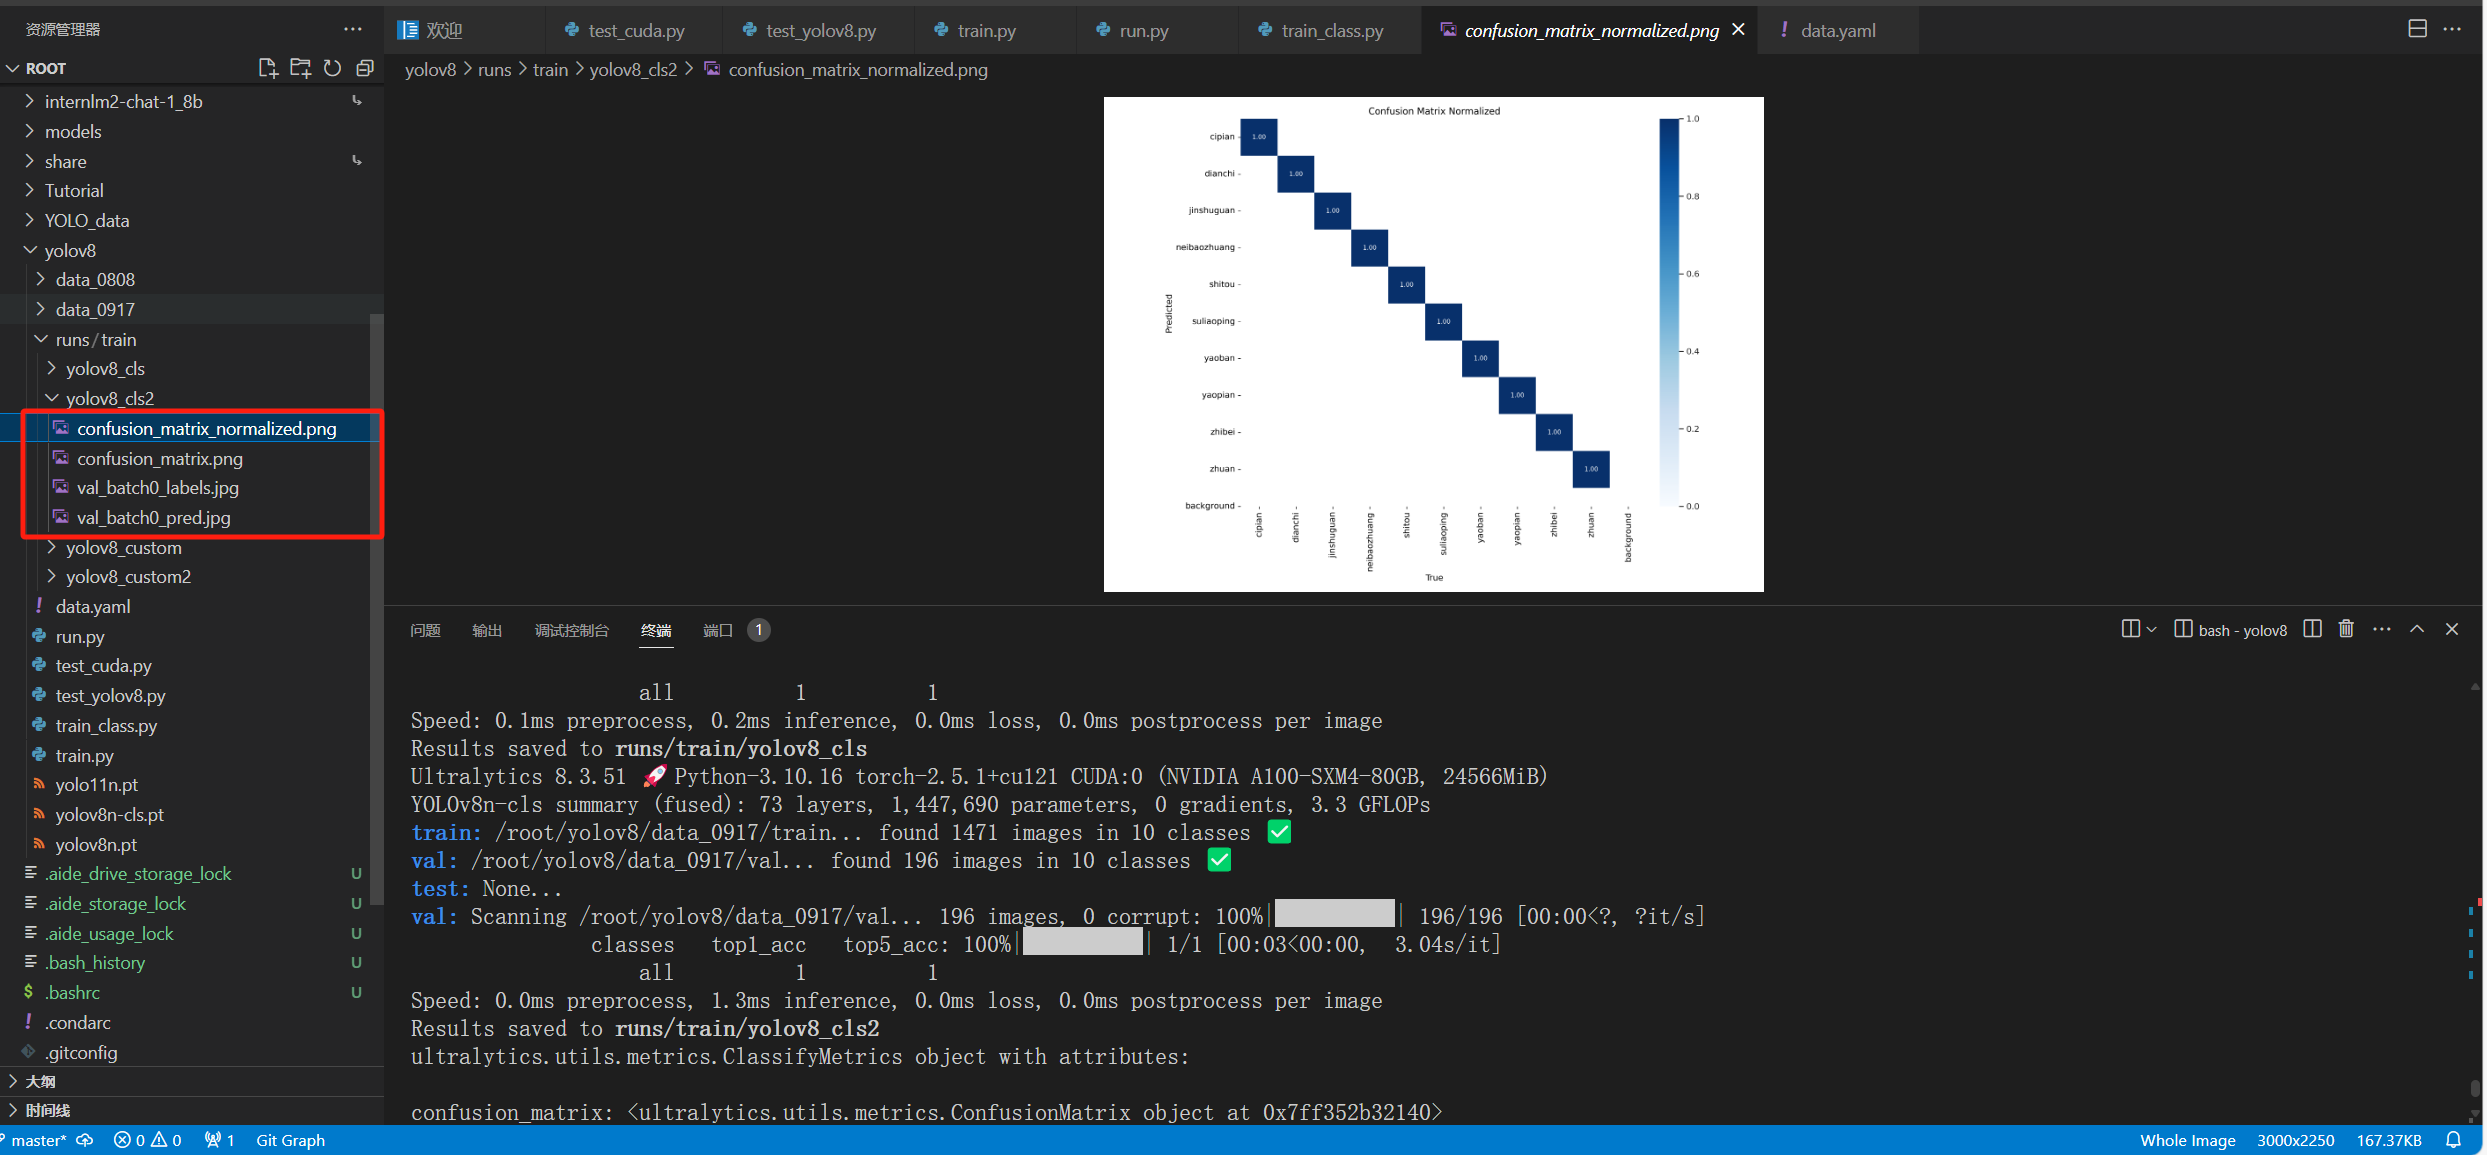 资源管理器
ROOT
internlm2-chat-1_8b
models
share
Tutorial
YOLO_data
yolov8
data_0808
data_0917
runs/train
yolov8_cls
yolov8_cls2
confusion_matrix_normalized.png
confusion_matrix.png
val_batch0_labels.jpg
val_batch0_pred.jpg
yolov8_custom
yolov8_custom2
data.yaml
run.py
test_cuda.py
test_yolov8.py
train_class.py
train.py
yolo11n.pt
yolov8n-cls.pt
yolov8n.pt
.aide_drive_storage_lock U
.aide_storage_lock U
.aide_usage_lock U
.bash_history U
.bashrc U
.condarc
.gitconfig
大纲
时间线
欢迎 test_cuda.py test_yolov8.py train.py run.py train_class.py confusion_matrix_normalized.png data.yaml
yolov8 > runs > train > yolov8_cls2 > confusion_matrix_normalized.png
Confusion Matrix Normalized
cipian 1.00
dianchi 1.00
jinshuguan 1.00
neibaozhuang 1.00
shitou 1.00
suliaoping 1.00
yaoban 1.00
yaopian 1.00
zhibei 1.00
zhuan 1.00
background
Predicted
cipian dianchi jinshuguan neibaozhuang shitou suliaoping yaoban yaopian zhibei zhuan background
True
1.0
0.8
0.6
0.4
0.2
0.0
问题 输出 调试控制台 终端 端口 1
bash - yolov8
all 1 1
Speed: 0.1ms preprocess, 0.2ms inference, 0.0ms loss, 0.0ms postprocess per image
Results saved to runs/train/yolov8_cls
Ultralytics 8.3.51 🚀 Python-3.10.16 torch-2.5.1+cu121 CUDA:0 (NVIDIA A100-SXM4-80GB, 24566MiB)
YOLOv8n-cls summary (fused): 73 layers, 1,447,690 parameters, 0 gradients, 3.3 GFLOPs
train: /root/yolov8/data_0917/train... found 1471 images in 10 classes ✅
val: /root/yolov8/data_0917/val... found 196 images in 10 classes ✅
test: None...
val: Scanning /root/yolov8/data_0917/val... 196 images, 0 corrupt: 100%| | 196/196 [00:00<?, ?it/s]
classes top1_acc top5_acc: 100%| | 1/1 [00:03<00:00, 3.04s/it]
all 1 1
Speed: 0.0ms preprocess, 1.3ms inference, 0.0ms loss, 0.0ms postprocess per image
Results saved to runs/train/yolov8_cls2
ultralytics.utils.metrics.ClassifyMetrics object with attributes:
confusion_matrix: <ultralytics.utils.metrics.ConfusionMatrix object at 0x7ff352b32140>
master* 0 0 1 Git Graph
Whole Image 3000x2250 167.37KB